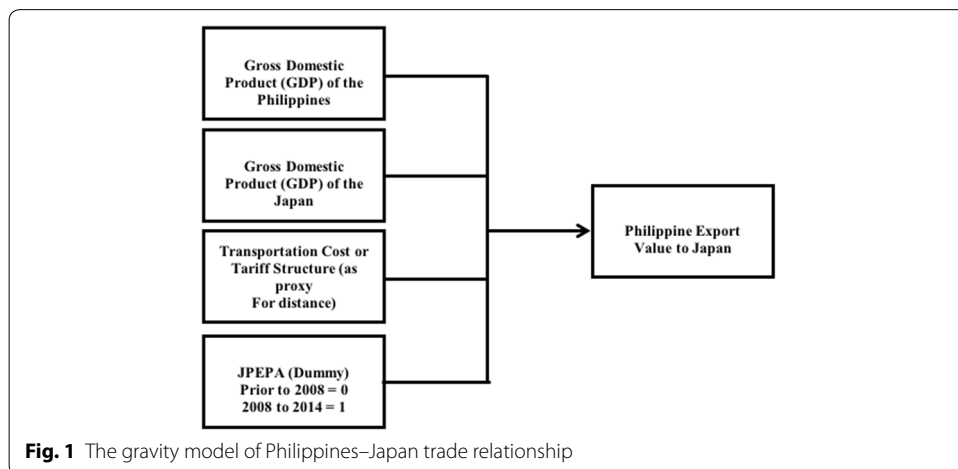 Gross Domestic
Product (GDP) of the
Philippines
Gross Domestic
Product (GDP) of the
Japan
Transportation Cost or
Tariff Structure (as
proxy
For distance)
JPEPA (Dummy)
Prior to 2008 = 0
2008 to 2014 = 1
Philippine Export
Value to Japan
Fig. 1 The gravity model of Philippines–Japan trade relationship